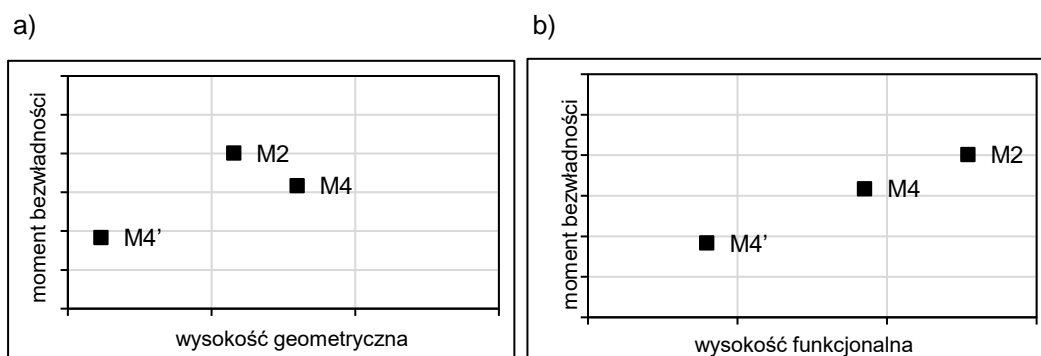 a)
moment bezwładności
M2
M4
M4’
wysokość geometryczna
b)
moment bezwładności
M2
M4
M4’
wysokość funkcjonalna